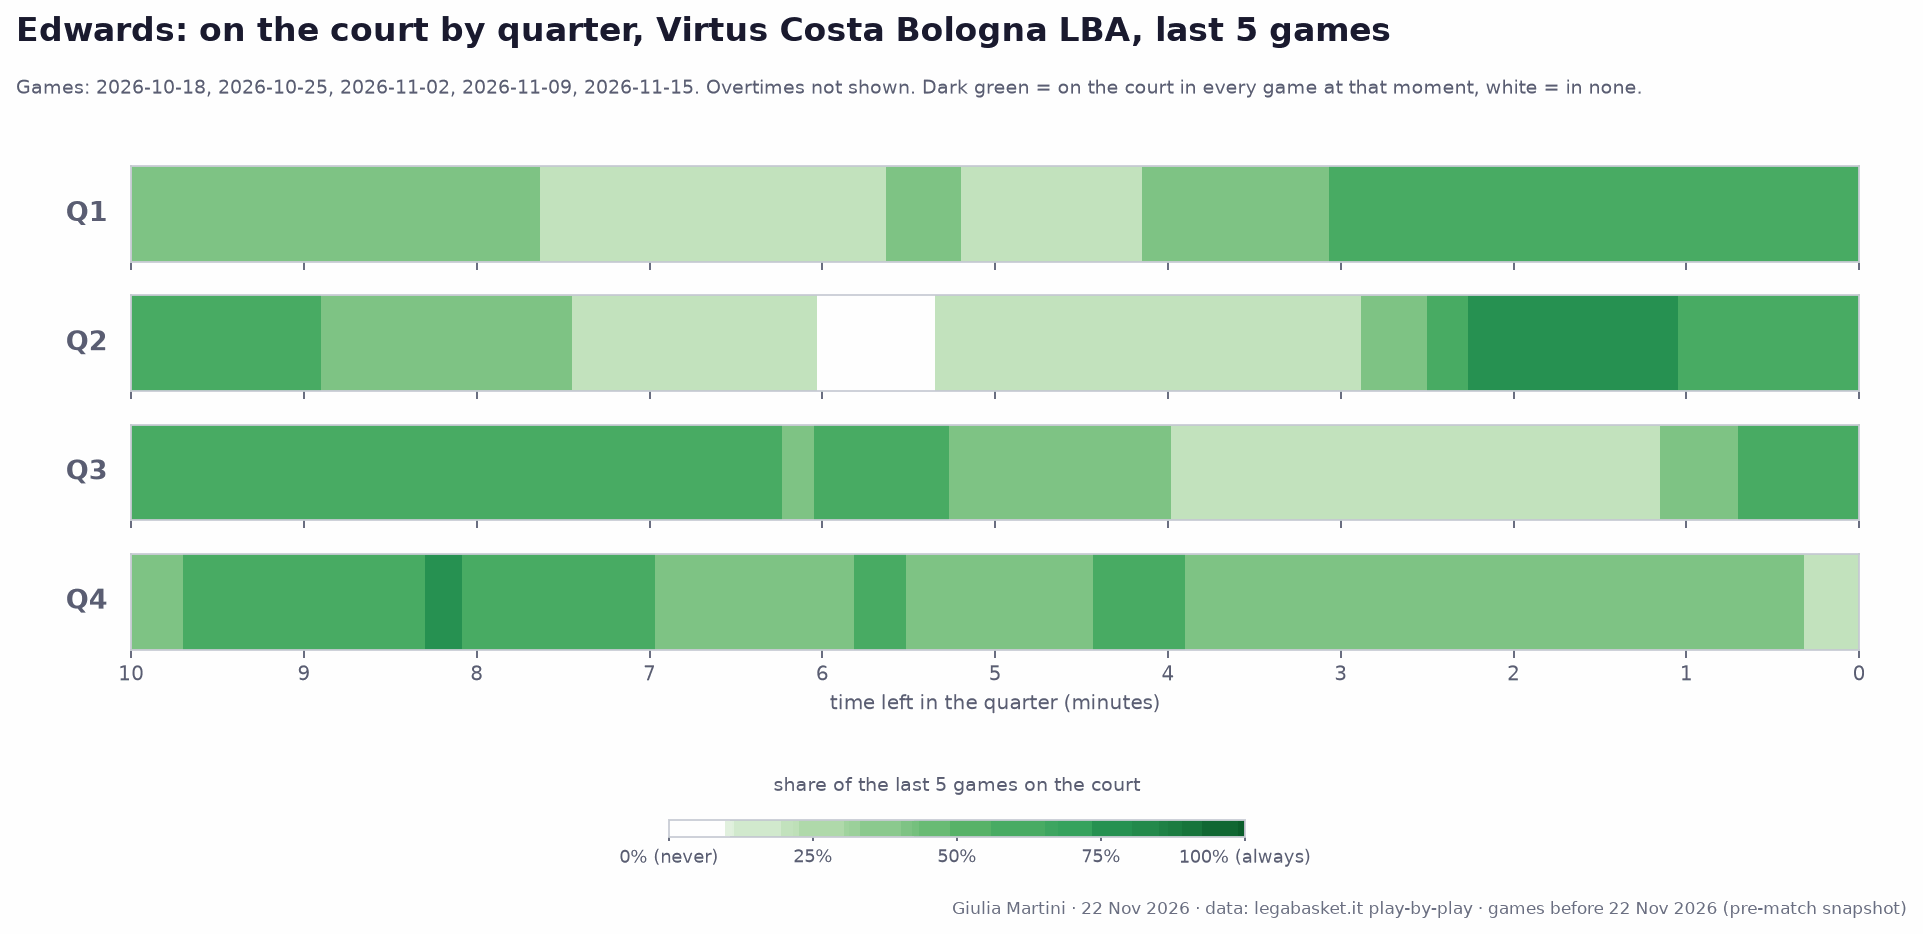 Edwards: on the court by quarter, Virtus Costa Bologna LBA, last 5 games
Games: 2026-10-18, 2026-10-25, 2026-11-02, 2026-11-09, 2026-11-15. Overtimes not shown. Dark green = on the court in every game at that moment, white = in none.
Q1
Q2
Q3
Q4
10 9 8 7 6 5 4 3 2 1 0
time left in the quarter (minutes)
share of the last 5 games on the court
0% (never) 25% 50% 75% 100% (always)
Giulia Martini · 22 Nov 2026 · data: legabasket.it play-by-play · games before 22 Nov 2026 (pre-match snapshot)